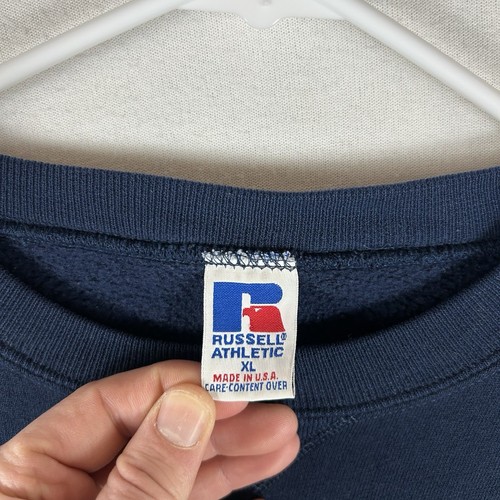 R
RUSSELL®
ATHLETIC
XL
MADE IN U.S.A.
CARE-CONTENT OVER